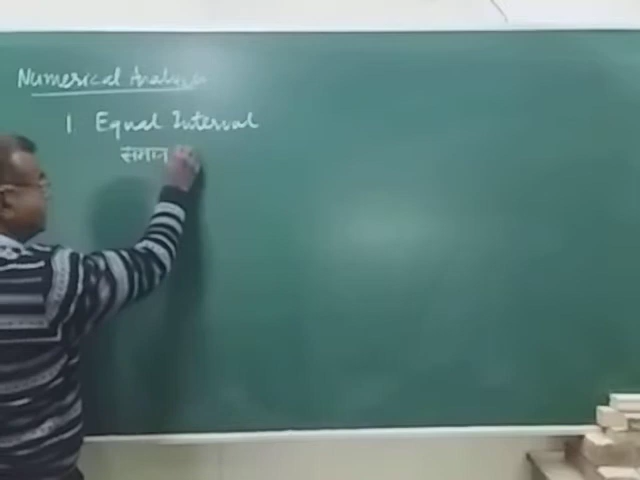 Numerical Analysis
1 Equal Interval
समान